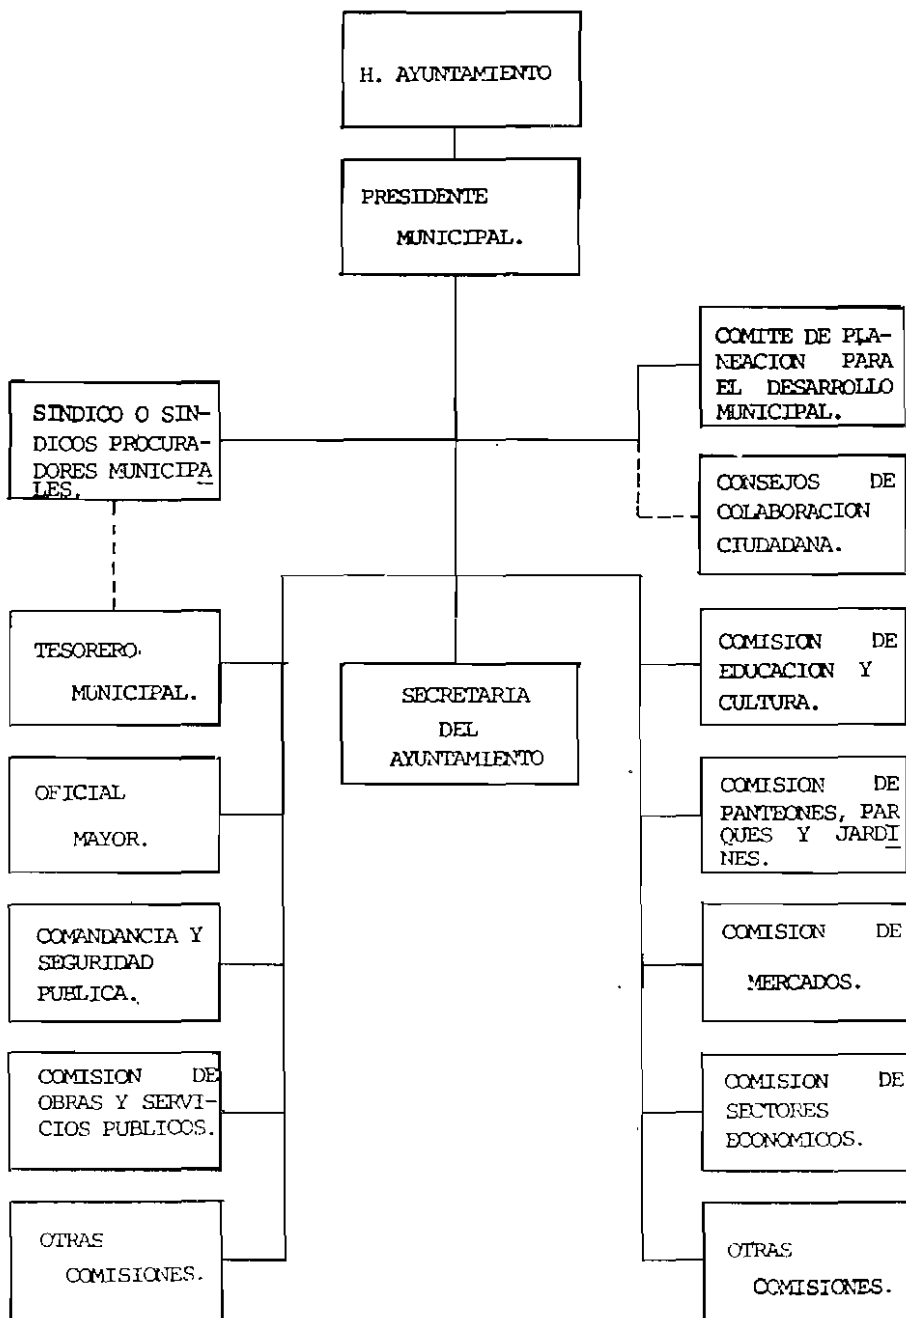 H. AYUNTAMIENTO
PRESIDENTE
MUNICIPAL.
COMITE DE PLA-
NEACION PARA
EL DESARROLLO
MUNICIPAL.
SINDICO O SIN-
DICOS PROCURA-
DORES MUNICIPA
LES.
CONSEJOS DE
COLABORACION
CIUDADANA.
TESORERO
MUNICIPAL.
SECRETARIA
DEL
AYUNTAMIENTO
COMISION DE
EDUCACION Y
CULTURA.
OFICIAL
MAYOR.
COMISION DE
PANTEONES, PAR
QUES Y JARDI
NES.
COMANDANCIA Y
SEGURIDAD
PUBLICA.
COMISION DE
MERCADOS.
COMISION DE
OBRAS Y SERVI-
CIOS PUBLICOS.
COMISION DE
SECTORES
ECONOMICOS.
OTRAS
COMISIONES.
OTRAS
COMISIONES.